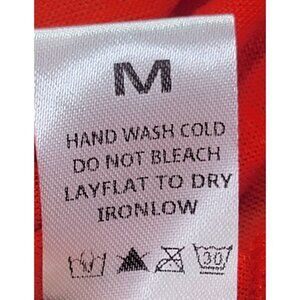 M
HAND WASH COLD
DO NOT BLEACH
LAYFLAT TO DRY
IRONLOW
30